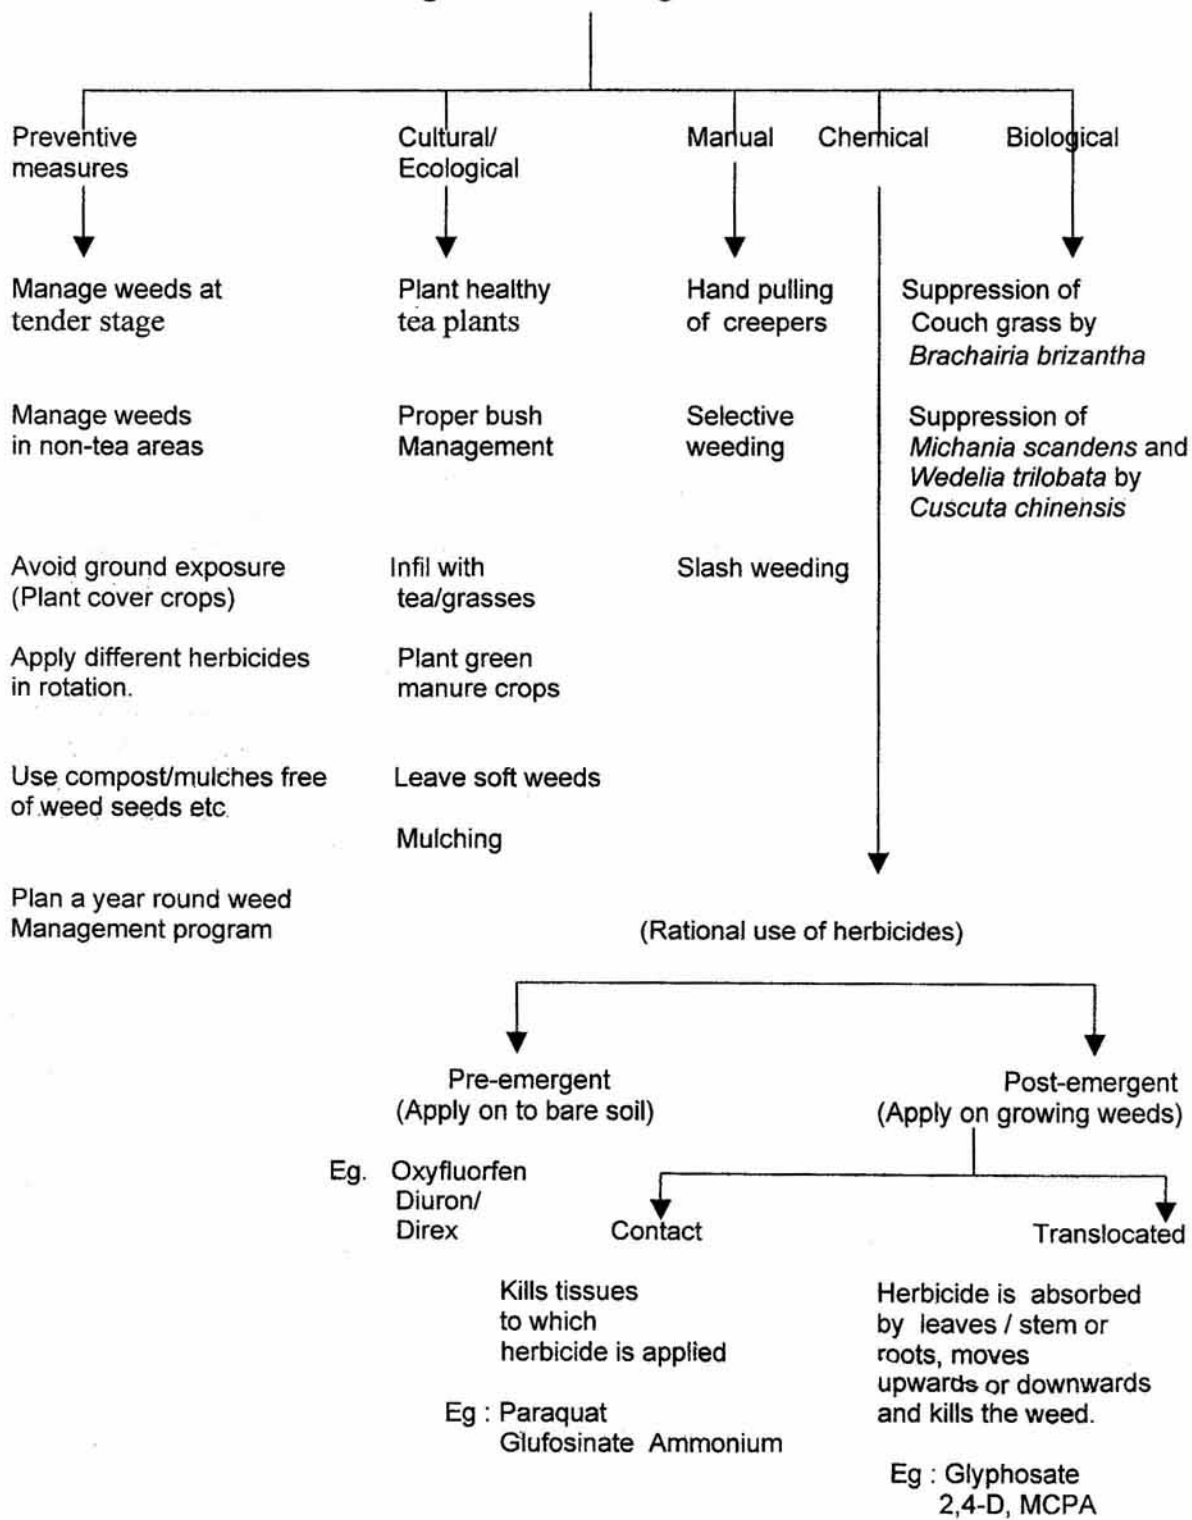 Preventive
measures
Manage weeds at
tender stage
Manage weeds
in non-tea areas
Avoid ground exposure
(Plant cover crops)
Apply different herbicides
in rotation.
Use compost/mulches free
of weed seeds etc.
Plan a year round weed
Management program
Cultural/
Ecological
Plant healthy
tea plants
Proper bush
Management
Infil with
tea/grasses
Plant green
manure crops
Leave soft weeds
Mulching
Manual
Hand pulling
of creepers
Selective
weeding
Slash weeding
Chemical
Biological
Suppression of
Couch grass by
Brachairia brizantha
Suppression of
Michania scandens and
Wedelia trilobata by
Cuscuta chinensis
(Rational use of herbicides)
Pre-emergent
(Apply on to bare soil)
Eg. Oxyfluorfen
Diuron/
Direx
Post-emergent
(Apply on growing weeds)
Contact
Kills tissues
to which
herbicide is applied
Eg : Paraquat
Glufosinate Ammonium
Translocated
Herbicide is absorbed
by leaves / stem or
roots, moves
upwards or downwards
and kills the weed.
Eg : Glyphosate
2,4-D, MCPA